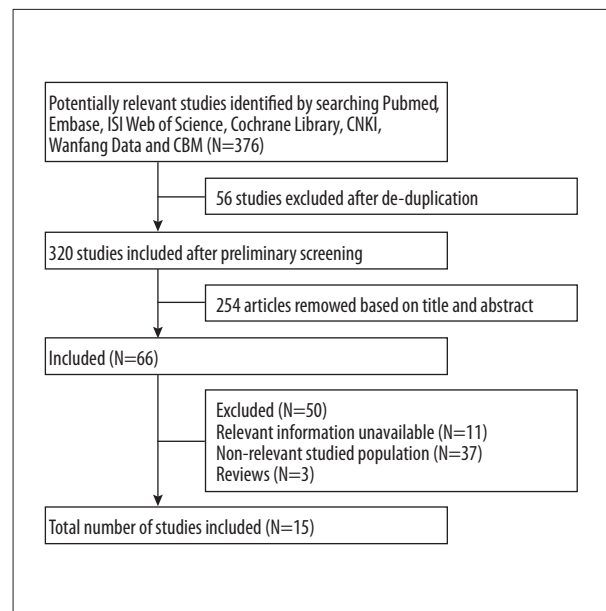 Potentially relevant studies identified by searching Pubmed,
Embase, ISI Web of Science, Cochrane Library, CNKI,
Wanfang Data and CBM (N=376)
56 studies excluded after de-duplication
320 studies included after preliminary screening
254 articles remowed based on title and abstract
Included (N=66)
Excluded (N=50)
Relevant information unavailable (N=11)
Non-relevant studied population (N=37)
Reviews (N=3)
Total number of studies included (N=15)